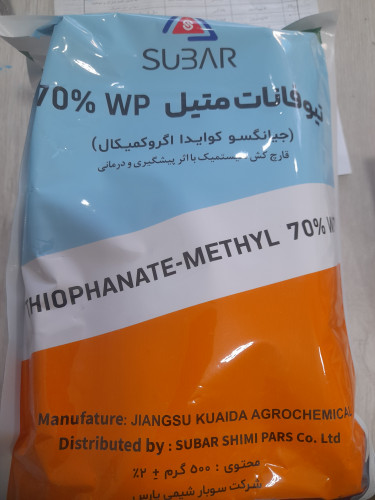 SUBAR
تیوفانات متیل 70% WP
(جیانگسو کوایدا اگروکمیکال)
قارچ کش سیستمیک با اثر پیشگیری و درمانی
THIOPHANATE-METHYL 70% WP
Manufature: JIANGSU KUAIDA AGROCHEMICAL
Distributed by : SUBAR SHIMI PARS Co. Ltd
محتوی : ۵۰۰ گرم ± ۲٪
شرکت سوبار شیمی پارس